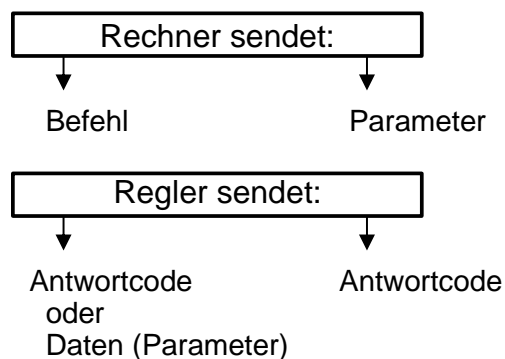 Rechner sendet:
Befehl Parameter
Regler sendet:
Antwortcode Antwortcode
oder
Daten (Parameter)